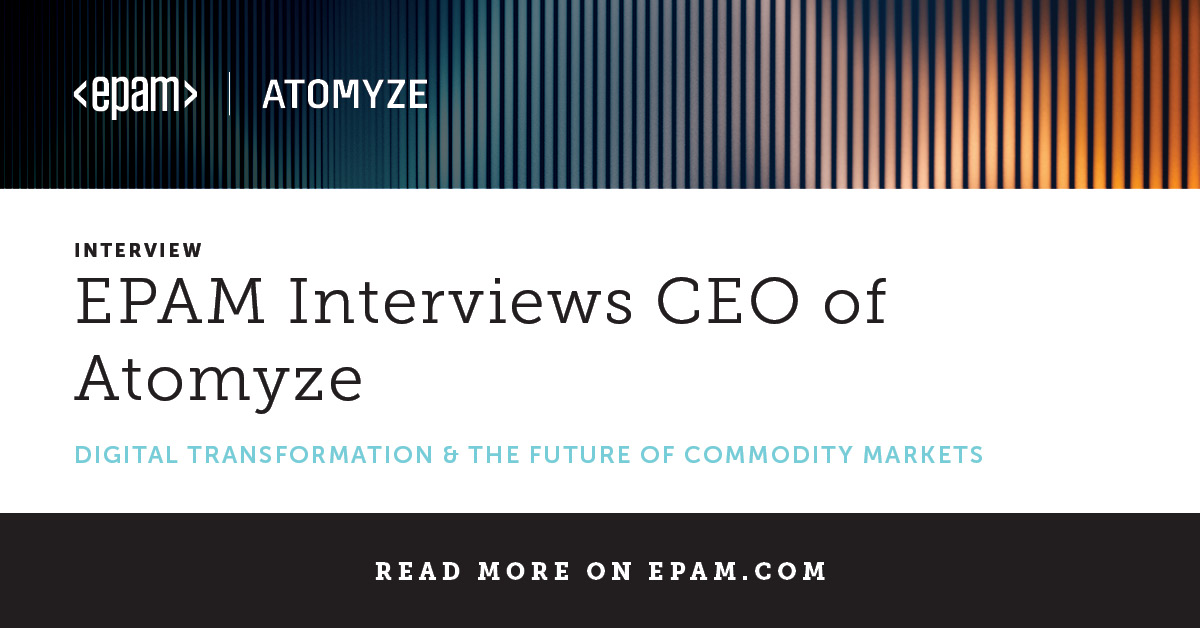 <epam> | ATOMYZE
INTERVIEW
EPAM Interviews CEO of
Atomyze
DIGITAL TRANSFORMATION & THE FUTURE OF COMMODITY MARKETS
READ MORE ON EPAM.COM